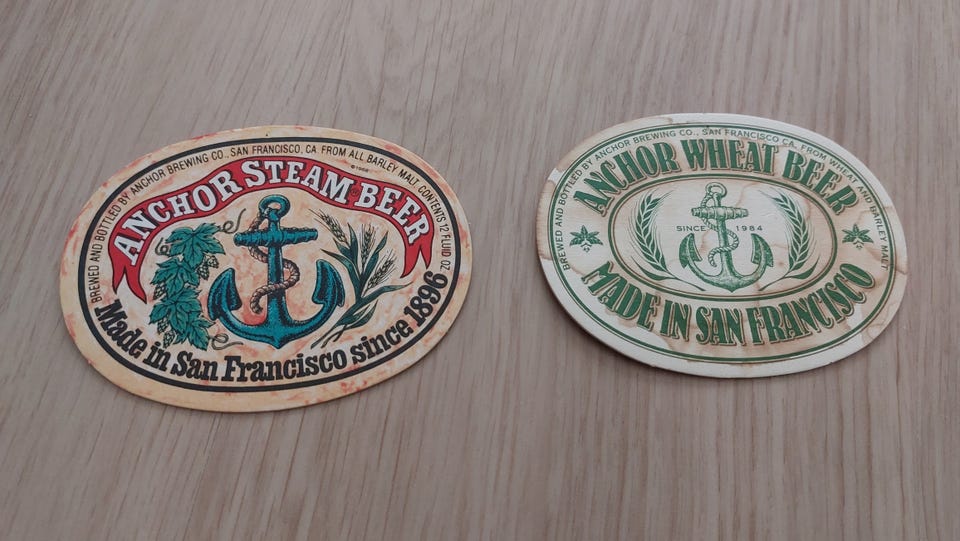 BREWED AND BOTTLED BY ANCHOR BREWING CO., SAN FRANCISCO, CA. FROM ALL BARLEY MALT. CONTENTS 12 FLUID OZ.
©1968
ANCHOR STEAM BEER
Made in San Francisco since 1896
BREWED AND BOTTLED BY ANCHOR BREWING CO., SAN FRANCISCO, CA. FROM WHEAT AND BARLEY MALT
ANCHOR WHEAT BEER
SINCE 1984
MADE IN SAN FRANCISCO